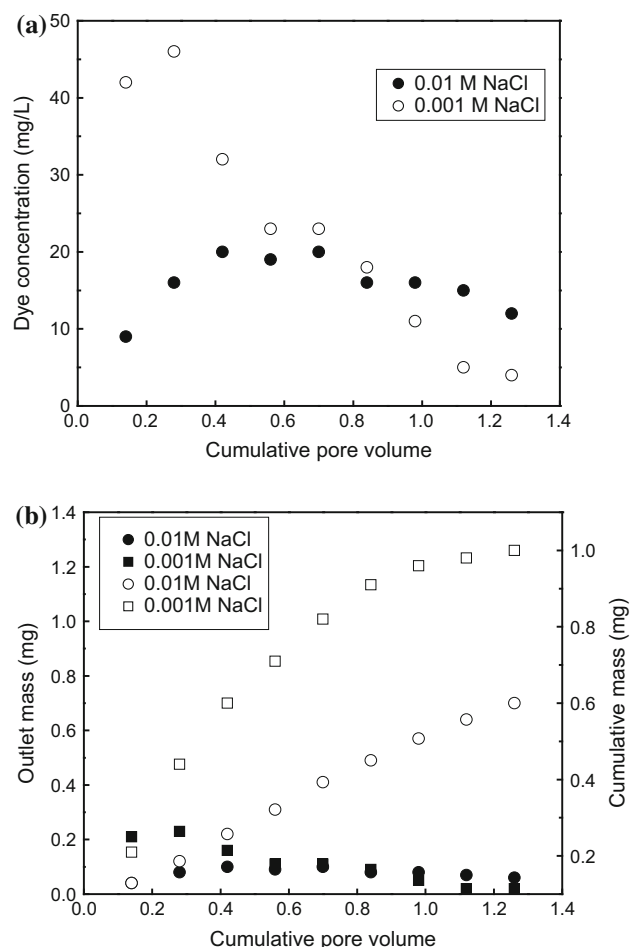 (a)
50
40
30
20
10
0
Dye concentration (mg/L)
0.01 M NaCl
0.001 M NaCl
0.0 0.2 0.4 0.6 0.8 1.0 1.2 1.4
Cumulative pore volume
(b)
1.4
1.2
1.0
0.8
0.6
0.4
0.2
0.0
Outlet mass (mg)
0.01M NaCl
0.001M NaCl
0.01M NaCl
0.001M NaCl
1.0
0.8
0.6
0.4
0.2
Cumulative mass (mg)
0.0 0.2 0.4 0.6 0.8 1.0 1.2 1.4
Cumulative pore volume